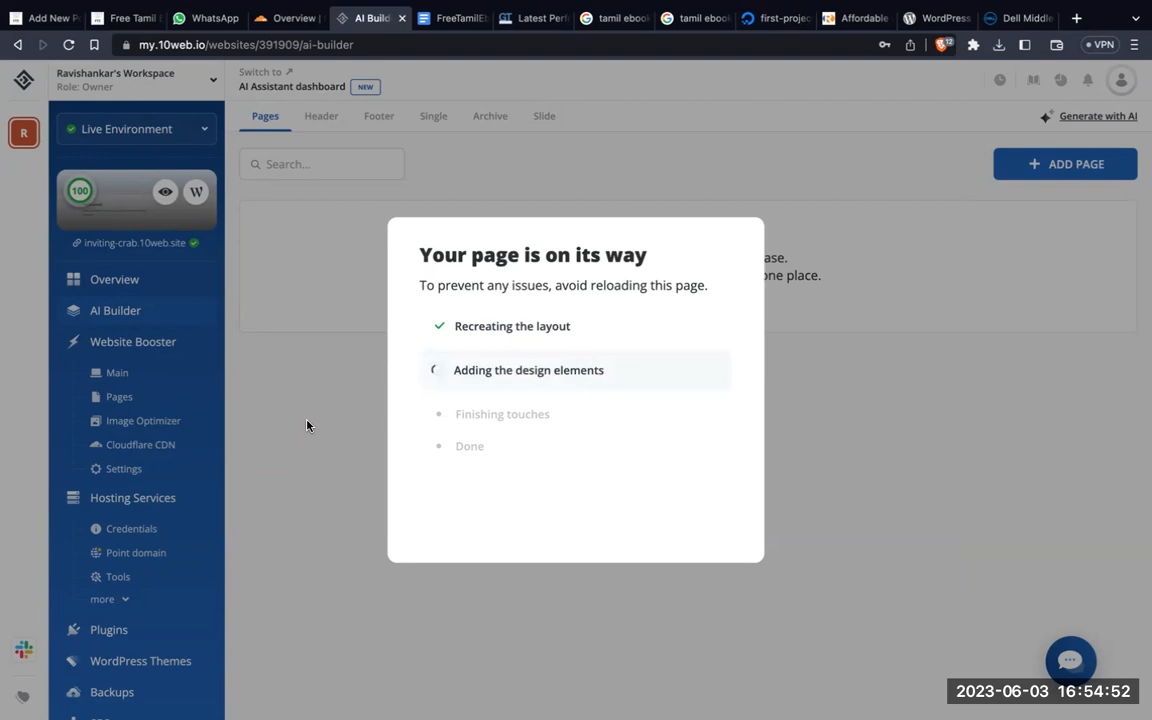 Add New P
Free Tamil E
WhatsApp
Overview |
AI Build
FreeTamilEb
Latest Perf
tamil ebook
tamil ebook
first-projec
Affordable
WordPress
Dell Middle
my.10web.io/websites/391909/ai-builder
12
VPN
Ravishankar's Workspace
Role: Owner
Switch to
AI Assistant dashboard NEW
R
Live Environment
Pages Header Footer Single Archive Slide
Generate with AI
Search...
ADD PAGE
100
W
inviting-crab.10web.site
ase.
one place.
Your page is on its way
To prevent any issues, avoid reloading this page.
Recreating the layout
Adding the design elements
Finishing touches
Done
Overview
AI Builder
Website Booster
Main
Pages
Image Optimizer
Cloudflare CDN
Settings
Hosting Services
Credentials
Point domain
Tools
more
Plugins
WordPress Themes
Backups
2023-06-03 16:54:52